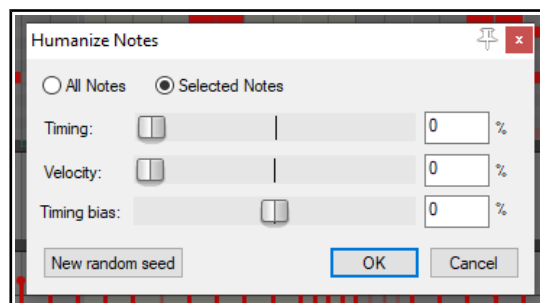 Humanize Notes
All Notes Selected Notes
Timing: 0 %
Velocity: 0 %
Timing bias: 0 %
New random seed OK Cancel